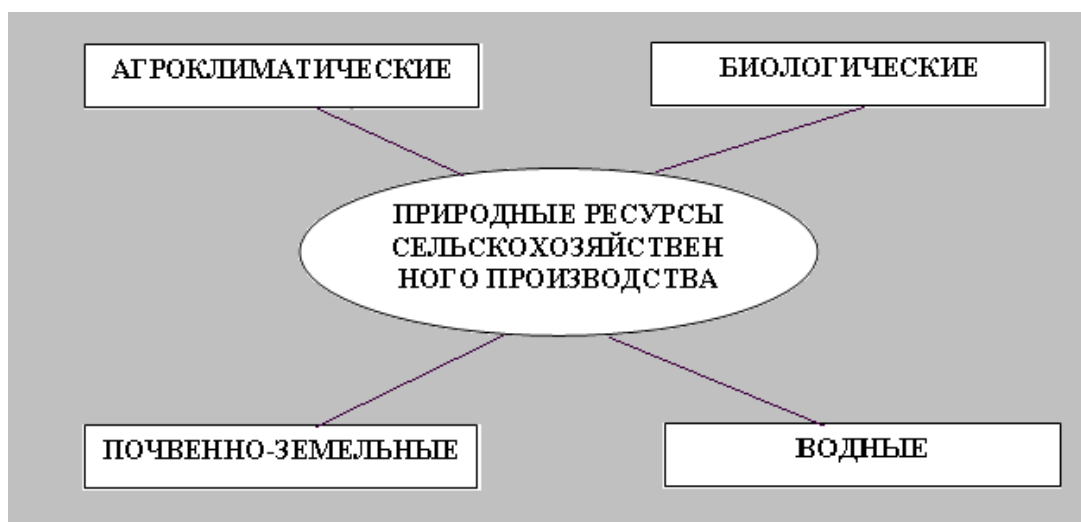 АГРОКЛИМАТИЧЕСКИЕ
БИОЛОГИЧЕСКИЕ
ПРИРОДНЫЕ РЕСУРСЫ
СЕЛЬСКОХОЗЯЙСТВЕН
НОГО ПРОИЗВОДСТВА
ПОЧВЕННО-ЗЕМЕЛЬНЫЕ
ВОДНЫЕ